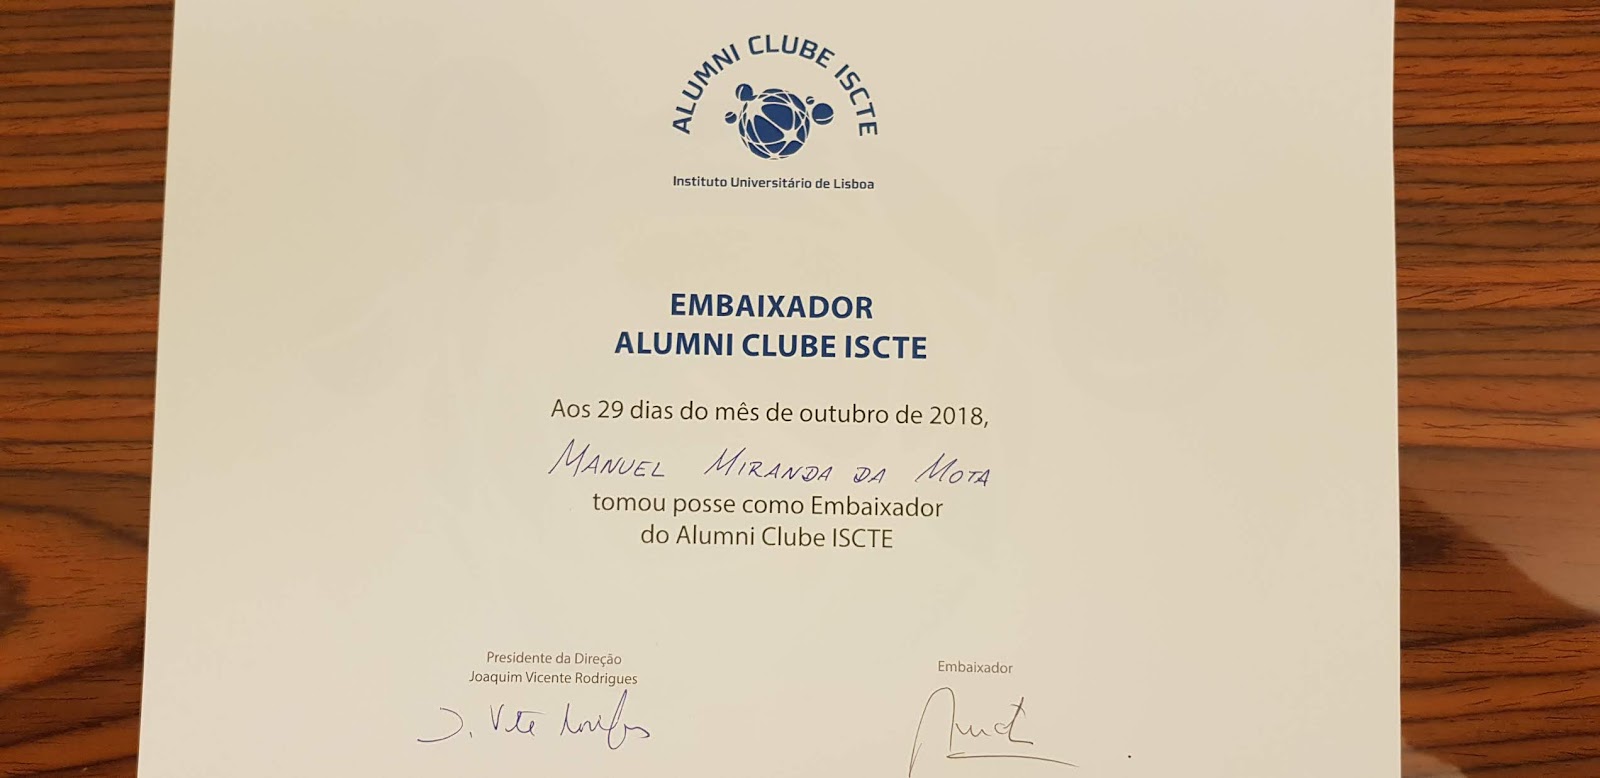 ALUMNI CLUBE ISCTE
Instituto Universitário de Lisboa
EMBAIXADOR
ALUMNI CLUBE ISCTE
Aos 29 dias do mês de outubro de 2018,
MANUEL MIRANDA DA MOTA
tomou posse como Embaixador
do Alumni Clube ISCTE
Presidente da Direção
Joaquim Vicente Rodrigues
Embaixador